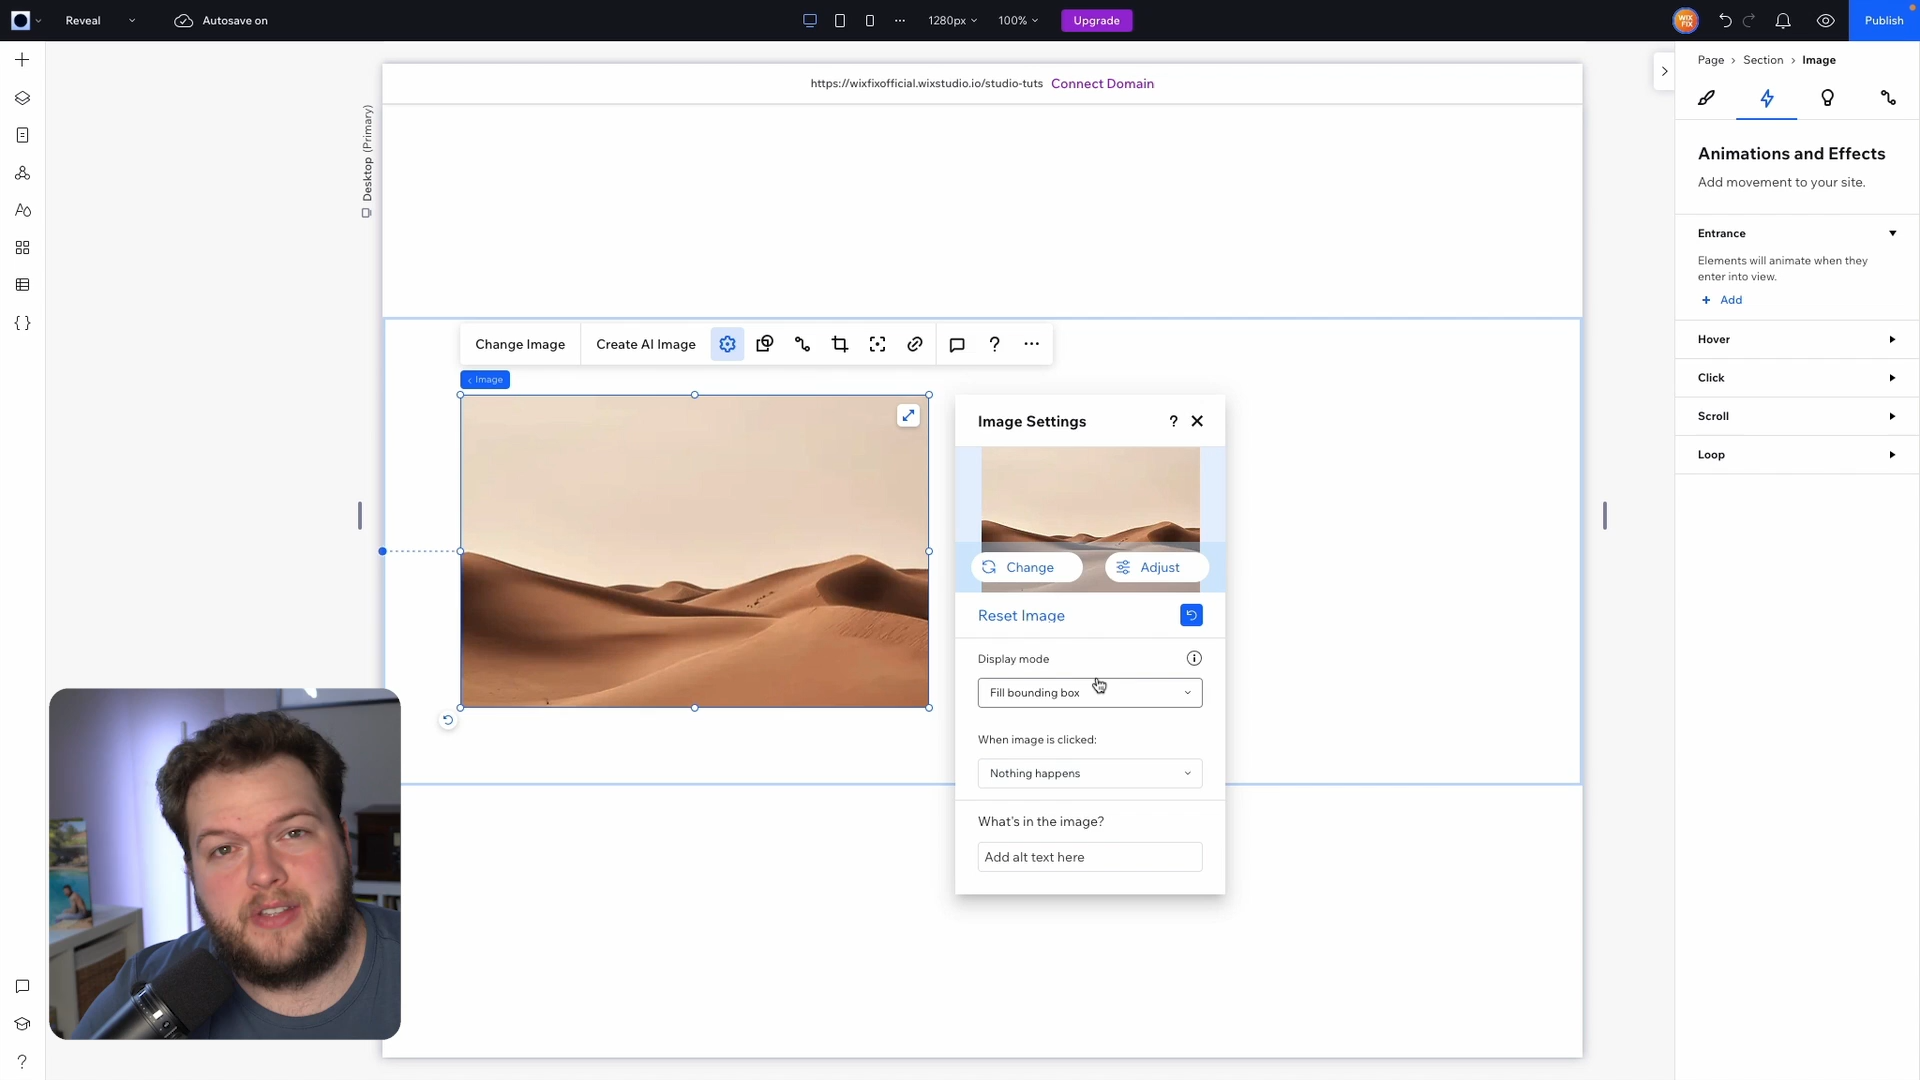 Reveal
Autosave on
1280px
100%
Upgrade
WIX
FIX
Publish
https://wixfixofficial.wixstudio.io/studio-tuts Connect Domain
Desktop (Primary)
Page > Section > Image
Animations and Effects
Add movement to your site.
Entrance
Elements will animate when they
enter into view.
+ Add
Hover
Click
Scroll
Loop
Change Image
Create AI Image
?
...
< Image
Image Settings
?
Change
Adjust
Reset Image
Display mode
Fill bounding box
When image is clicked:
Nothing happens
What's in the image?
Add alt text here
?